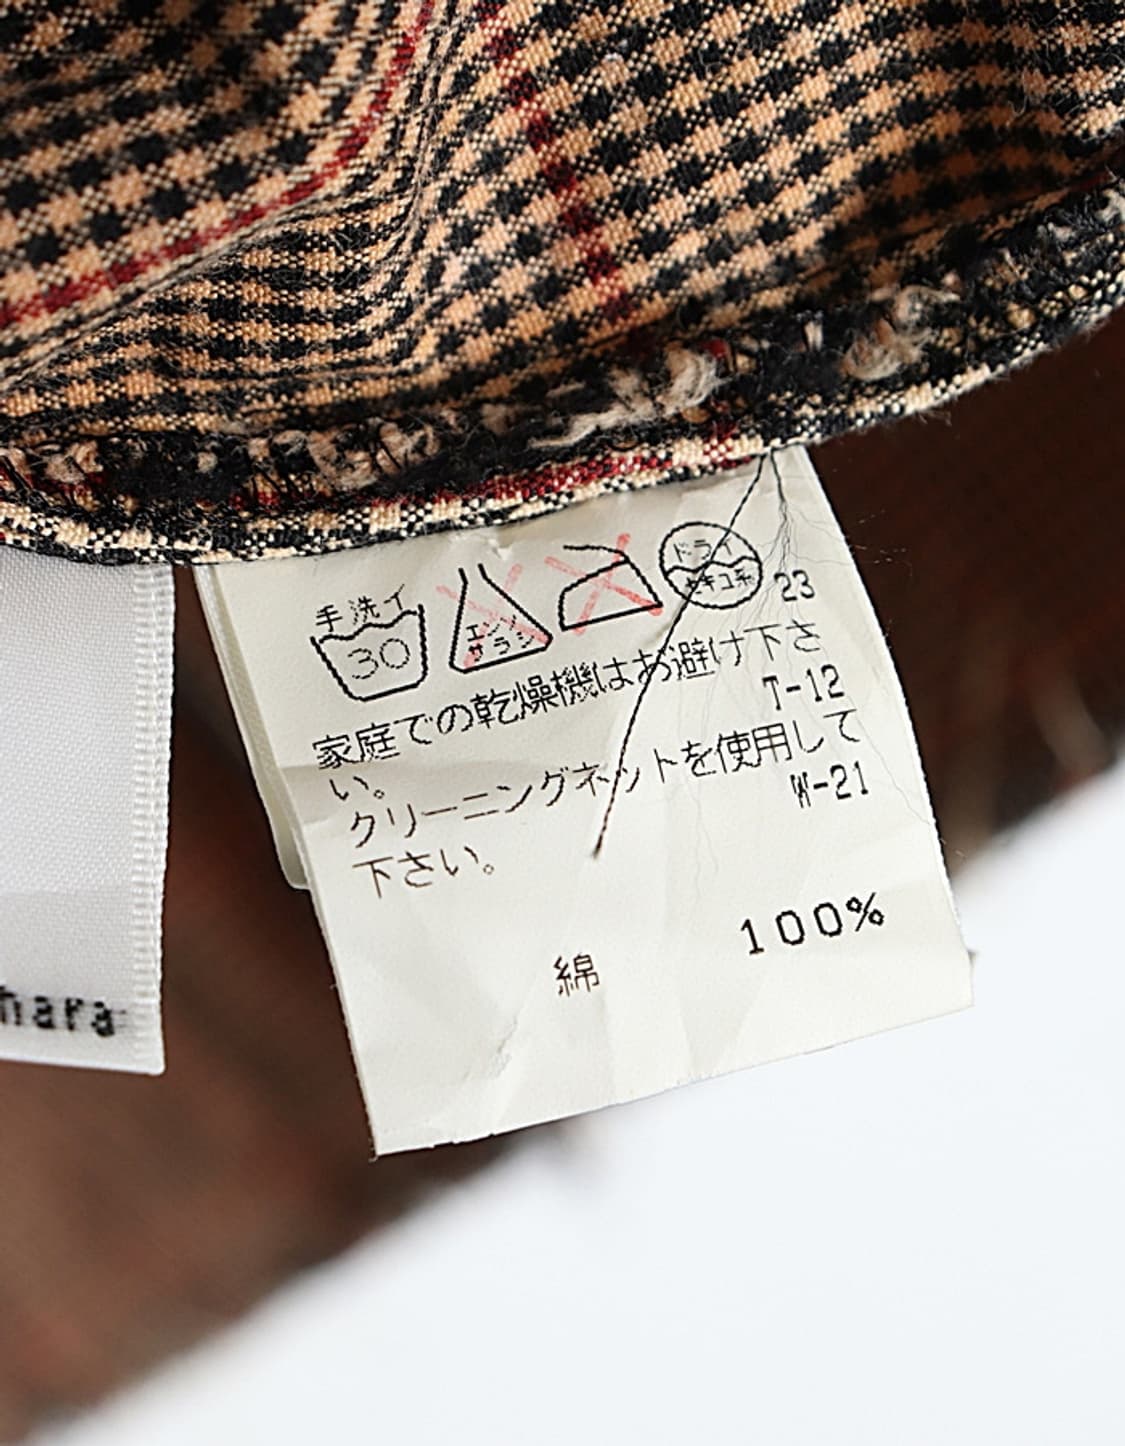 手洗イ
30
エンソ
サラシ
ドライ
セキユ系
23
家庭での乾燥機はお避け下さ
T-12
い。
クリーニングネットを使用して
W-21
下さい。
綿 100%
hara